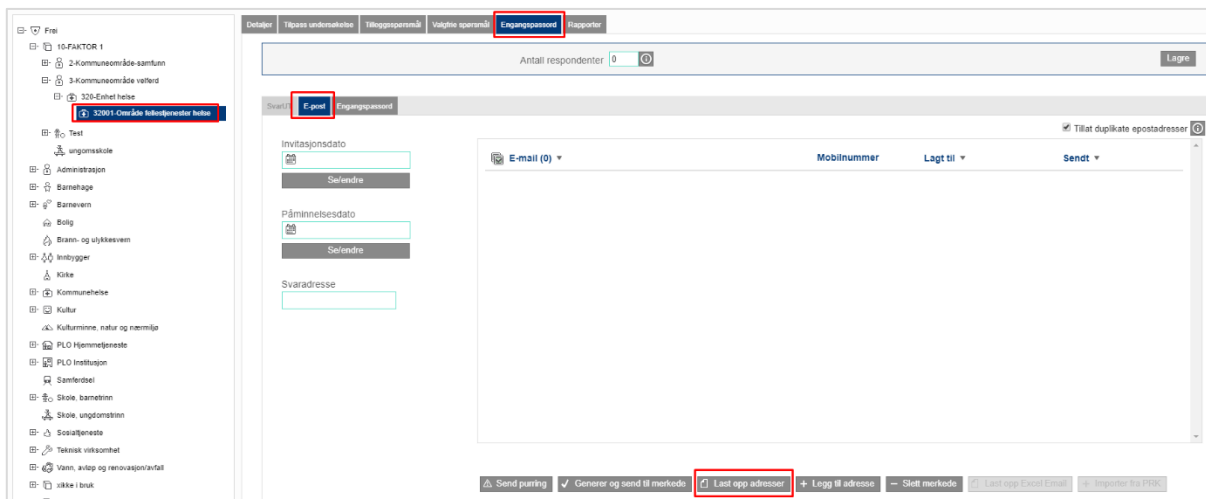 Frei
10-FAKTOR 1
2-Kommuneområde-samfunn
3-Kommuneområde velferd
320-Enhet helse
32001-Område fellestjenester helse
Test
ungomsskole
Administrasjon
Barnehage
Barnevern
Bolig
Brann- og ulykkesvern
Innbygger
Kirke
Kommunehelse
Kultur
Kulturminne, natur og nærmiljø
PLO Hjemmetjeneste
PLO Institusjon
Samferdsel
Skole, barnetrinn
Skole, ungdomstrinn
Sosialtjeneste
Teknisk virksomhet
Vann, avløp og renovasjon/avfall
xikke i bruk
Detaljer Tilpass undersøkelse Tilleggsspørsmål Valgfrie spørsmål Engangspassord Rapporter
Antall respondenter 0 Lagre
SvarUT E-post Engangspassord
Tillat duplikate epostadresser
Invitasjonsdato
Se/endre
Påminnelsesdato
Se/endre
Svaradresse
E-mail (0) Mobilnummer Lagt til Sendt
Send purring Generer og send til merkede Last opp adresser + Legg til adresse − Slett merkede Last opp Excel Email + Importer fra PRK